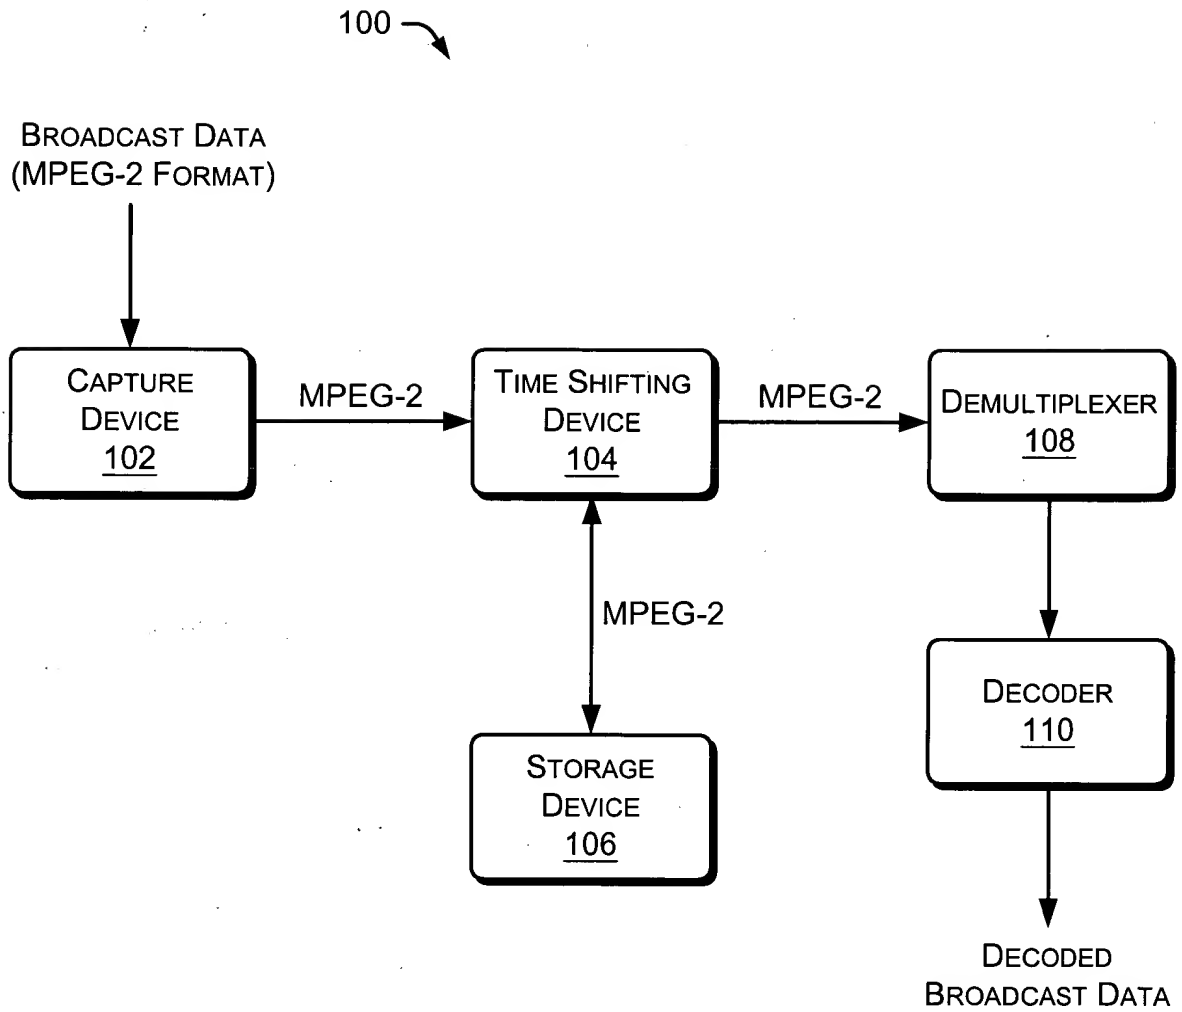 100
BROADCAST DATA
(MPEG-2 FORMAT)
CAPTURE
DEVICE
102
MPEG-2
TIME SHIFTING
DEVICE
104
MPEG-2
DEMULTIPLEXER
108
MPEG-2
DECODER
110
STORAGE
DEVICE
106
DECODED
BROADCAST DATA